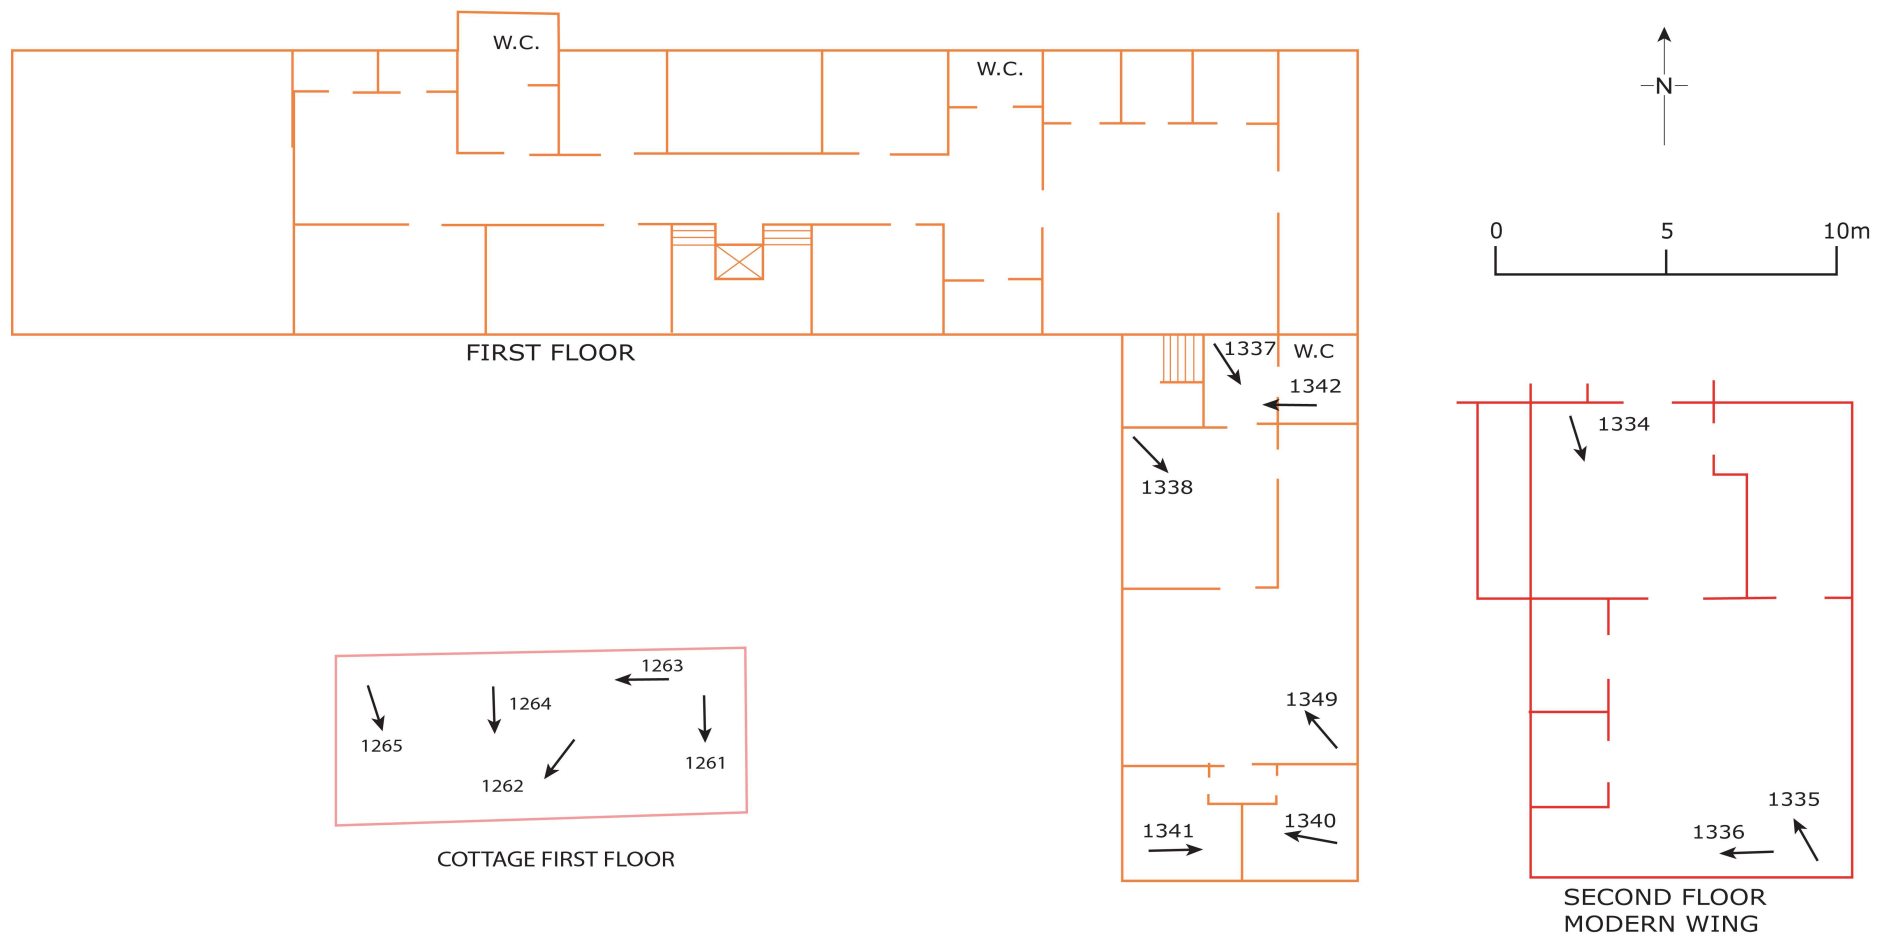 W.C.
W.C.
N
0 5 10m
FIRST FLOOR
1337
W.C
1342
1338
1334
1263
1264
1265
1261
1262
1349
1341
1340
1335
1336
COTTAGE FIRST FLOOR
SECOND FLOOR
MODERN WING